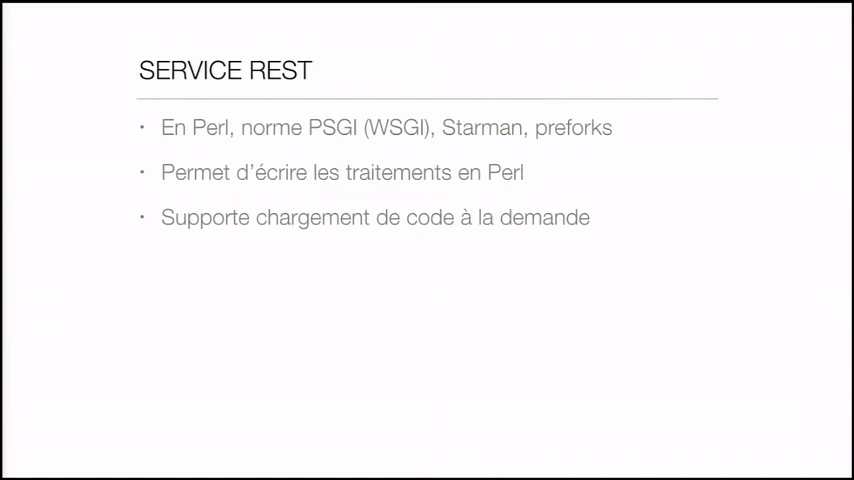 SERVICE REST
• En Perl, norme PSGI (WSGI), Starman, preforks
• Permet d'écrire les traitements en Perl
• Supporte chargement de code à la demande